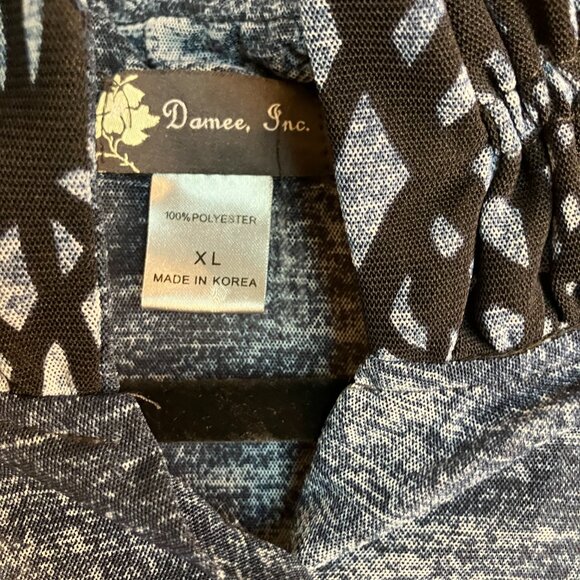 Damee, Inc.
100% POLYESTER
XL
MADE IN KOREA